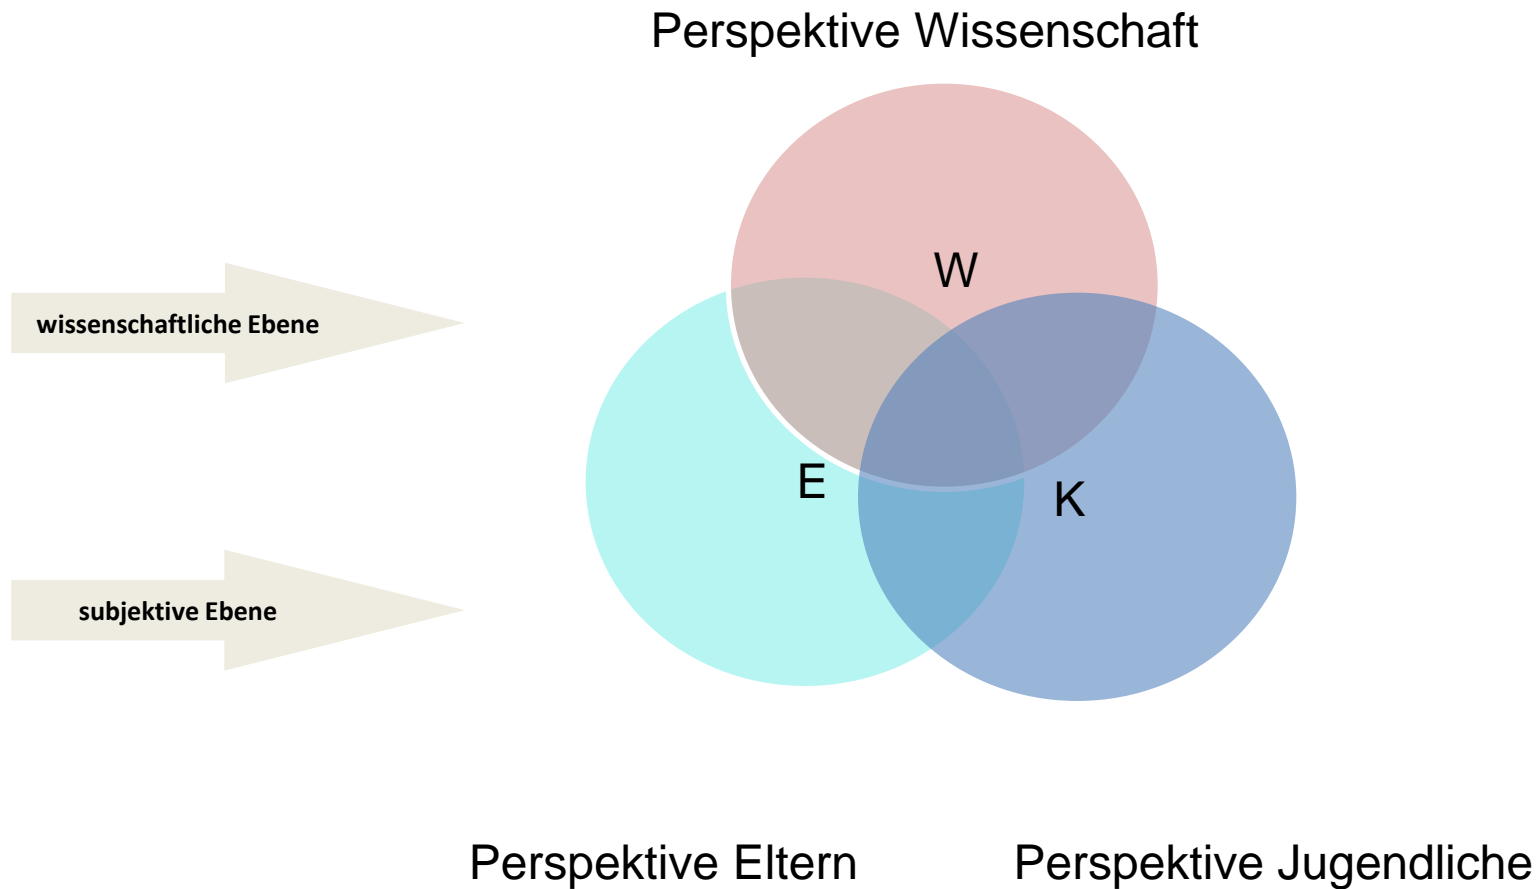 Perspektive Wissenschaft
W
wissenschaftliche Ebene
E
K
subjektive Ebene
Perspektive Eltern
Perspektive Jugendliche